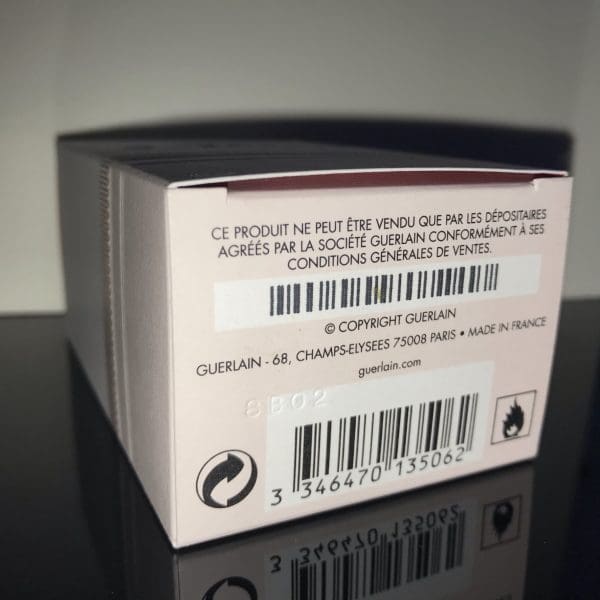 CE PRODUIT NE PEUT ÊTRE VENDU QUE PAR LES DÉPOSITAIRES
AGRÉÉS PAR LA SOCIÉTÉ GUERLAIN CONFORMÉMENT À SES
CONDITIONS GÉNÉRALES DE VENTES.
© COPYRIGHT GUERLAIN
GUERLAIN - 68, CHAMPS-ELYSEES 75008 PARIS • MADE IN FRANCE
guerlain.com
8B02
3 346470 135062